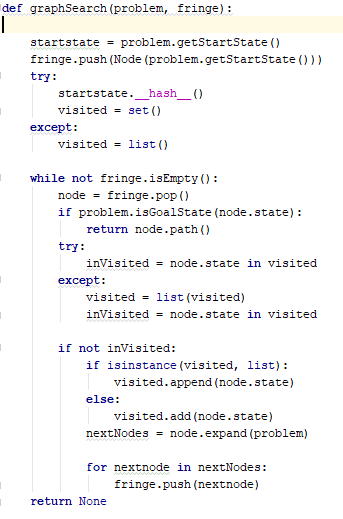 def graphSearch(problem, fringe):
startstate = problem.getStartState()
fringe.push(Node(problem.getStartState()))
try:
startstate.__hash__()
visited = set()
except:
visited = list()
while not fringe.isEmpty():
node = fringe.pop()
if problem.isGoalState(node.state):
return node.path()
try:
inVisited = node.state in visited
except:
visited = list(visited)
inVisited = node.state in visited
if not inVisited:
if isinstance(visited, list):
visited.append(node.state)
else:
visited.add(node.state)
nextNodes = node.expand(problem)
for nextnode in nextNodes:
fringe.push(nextnode)
return None